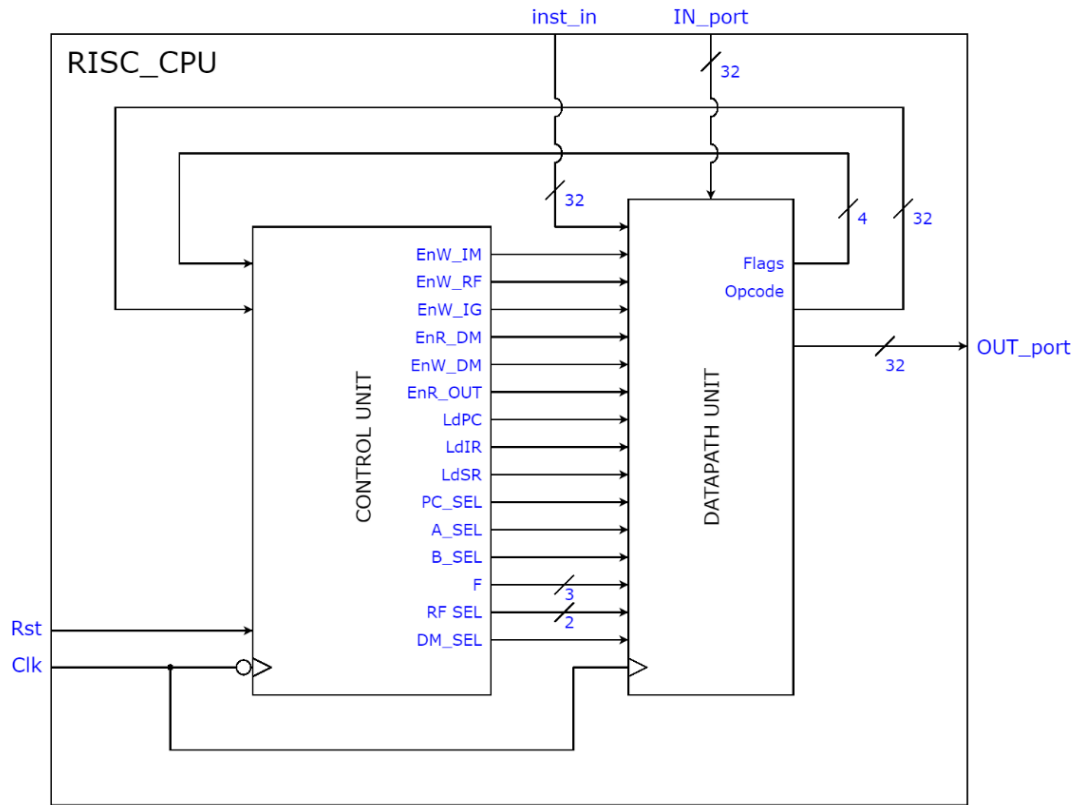 inst_in
IN_port
RISC_CPU
32
32
4
32
EnW_IM
EnW_RF
EnW_IG
EnR_DM
EnW_DM
EnR_OUT
LdPC
LdIR
LdSR
PC_SEL
A_SEL
B_SEL
F
3
RF SEL
2
DM_SEL
CONTROL UNIT
DATAPATH UNIT
Flags
Opcode
32
OUT_port
Rst
Clk